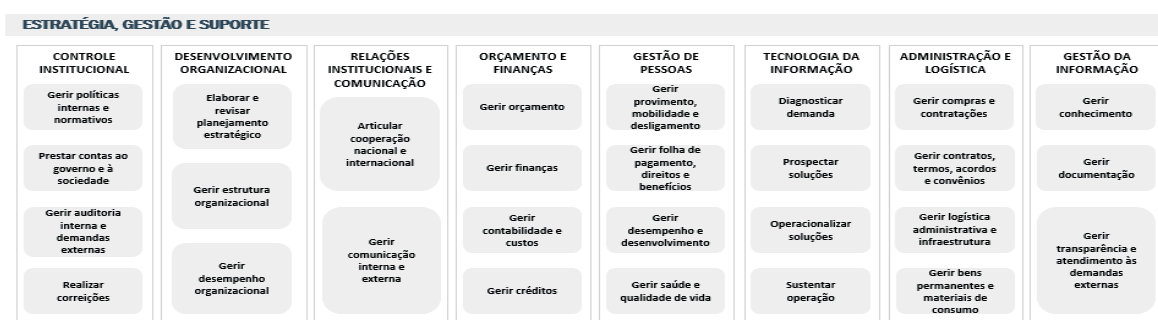 ESTRATÉGIA, GESTÃO E SUPORTE
CONTROLE
INSTITUCIONAL
Gerir políticas
internas e
normativos
Prestar contas ao
governo e à
sociedade
Gerir auditoria
interna e
demandas
externas
Realizar
correições
DESENVOLVIMENTO
ORGANIZACIONAL
Elaborar e
revisar
planejamento
estratégico
Gerir estrutura
organizacional
Gerir
desempenho
organizacional
RELAÇÕES
INSTITUCIONAIS E
COMUNICAÇÃO
Articular
cooperação
nacional e
internacional
Gerir
comunicação
interna e
externa
ORÇAMENTO E
FINANÇAS
Gerir orçamento
Gerir finanças
Gerir
contabilidade e
custos
Gerir créditos
GESTÃO DE
PESSOAS
Gerir
provimento,
mobilidade e
desligamento
Gerir folha de
pagamento,
direitos e
benefícios
Gerir
desempenho e
desenvolvimento
Gerir saúde e
qualidade de vida
TECNOLOGIA DA
INFORMAÇÃO
Diagnosticar
demanda
Prospectar
soluções
Operacionalizar
soluções
Sustentar
operação
ADMINISTRAÇÃO E
LOGÍSTICA
Gerir compras e
contratações
Gerir contratos,
termos, acordos
e convênios
Gerir logística
administrativa e
infraestrutura
Gerir bens
permanentes e
materiais de
consumo
GESTÃO DA
INFORMAÇÃO
Gerir
conhecimento
Gerir
documentação
Gerir
transparência e
atendimento às
demandas
externas